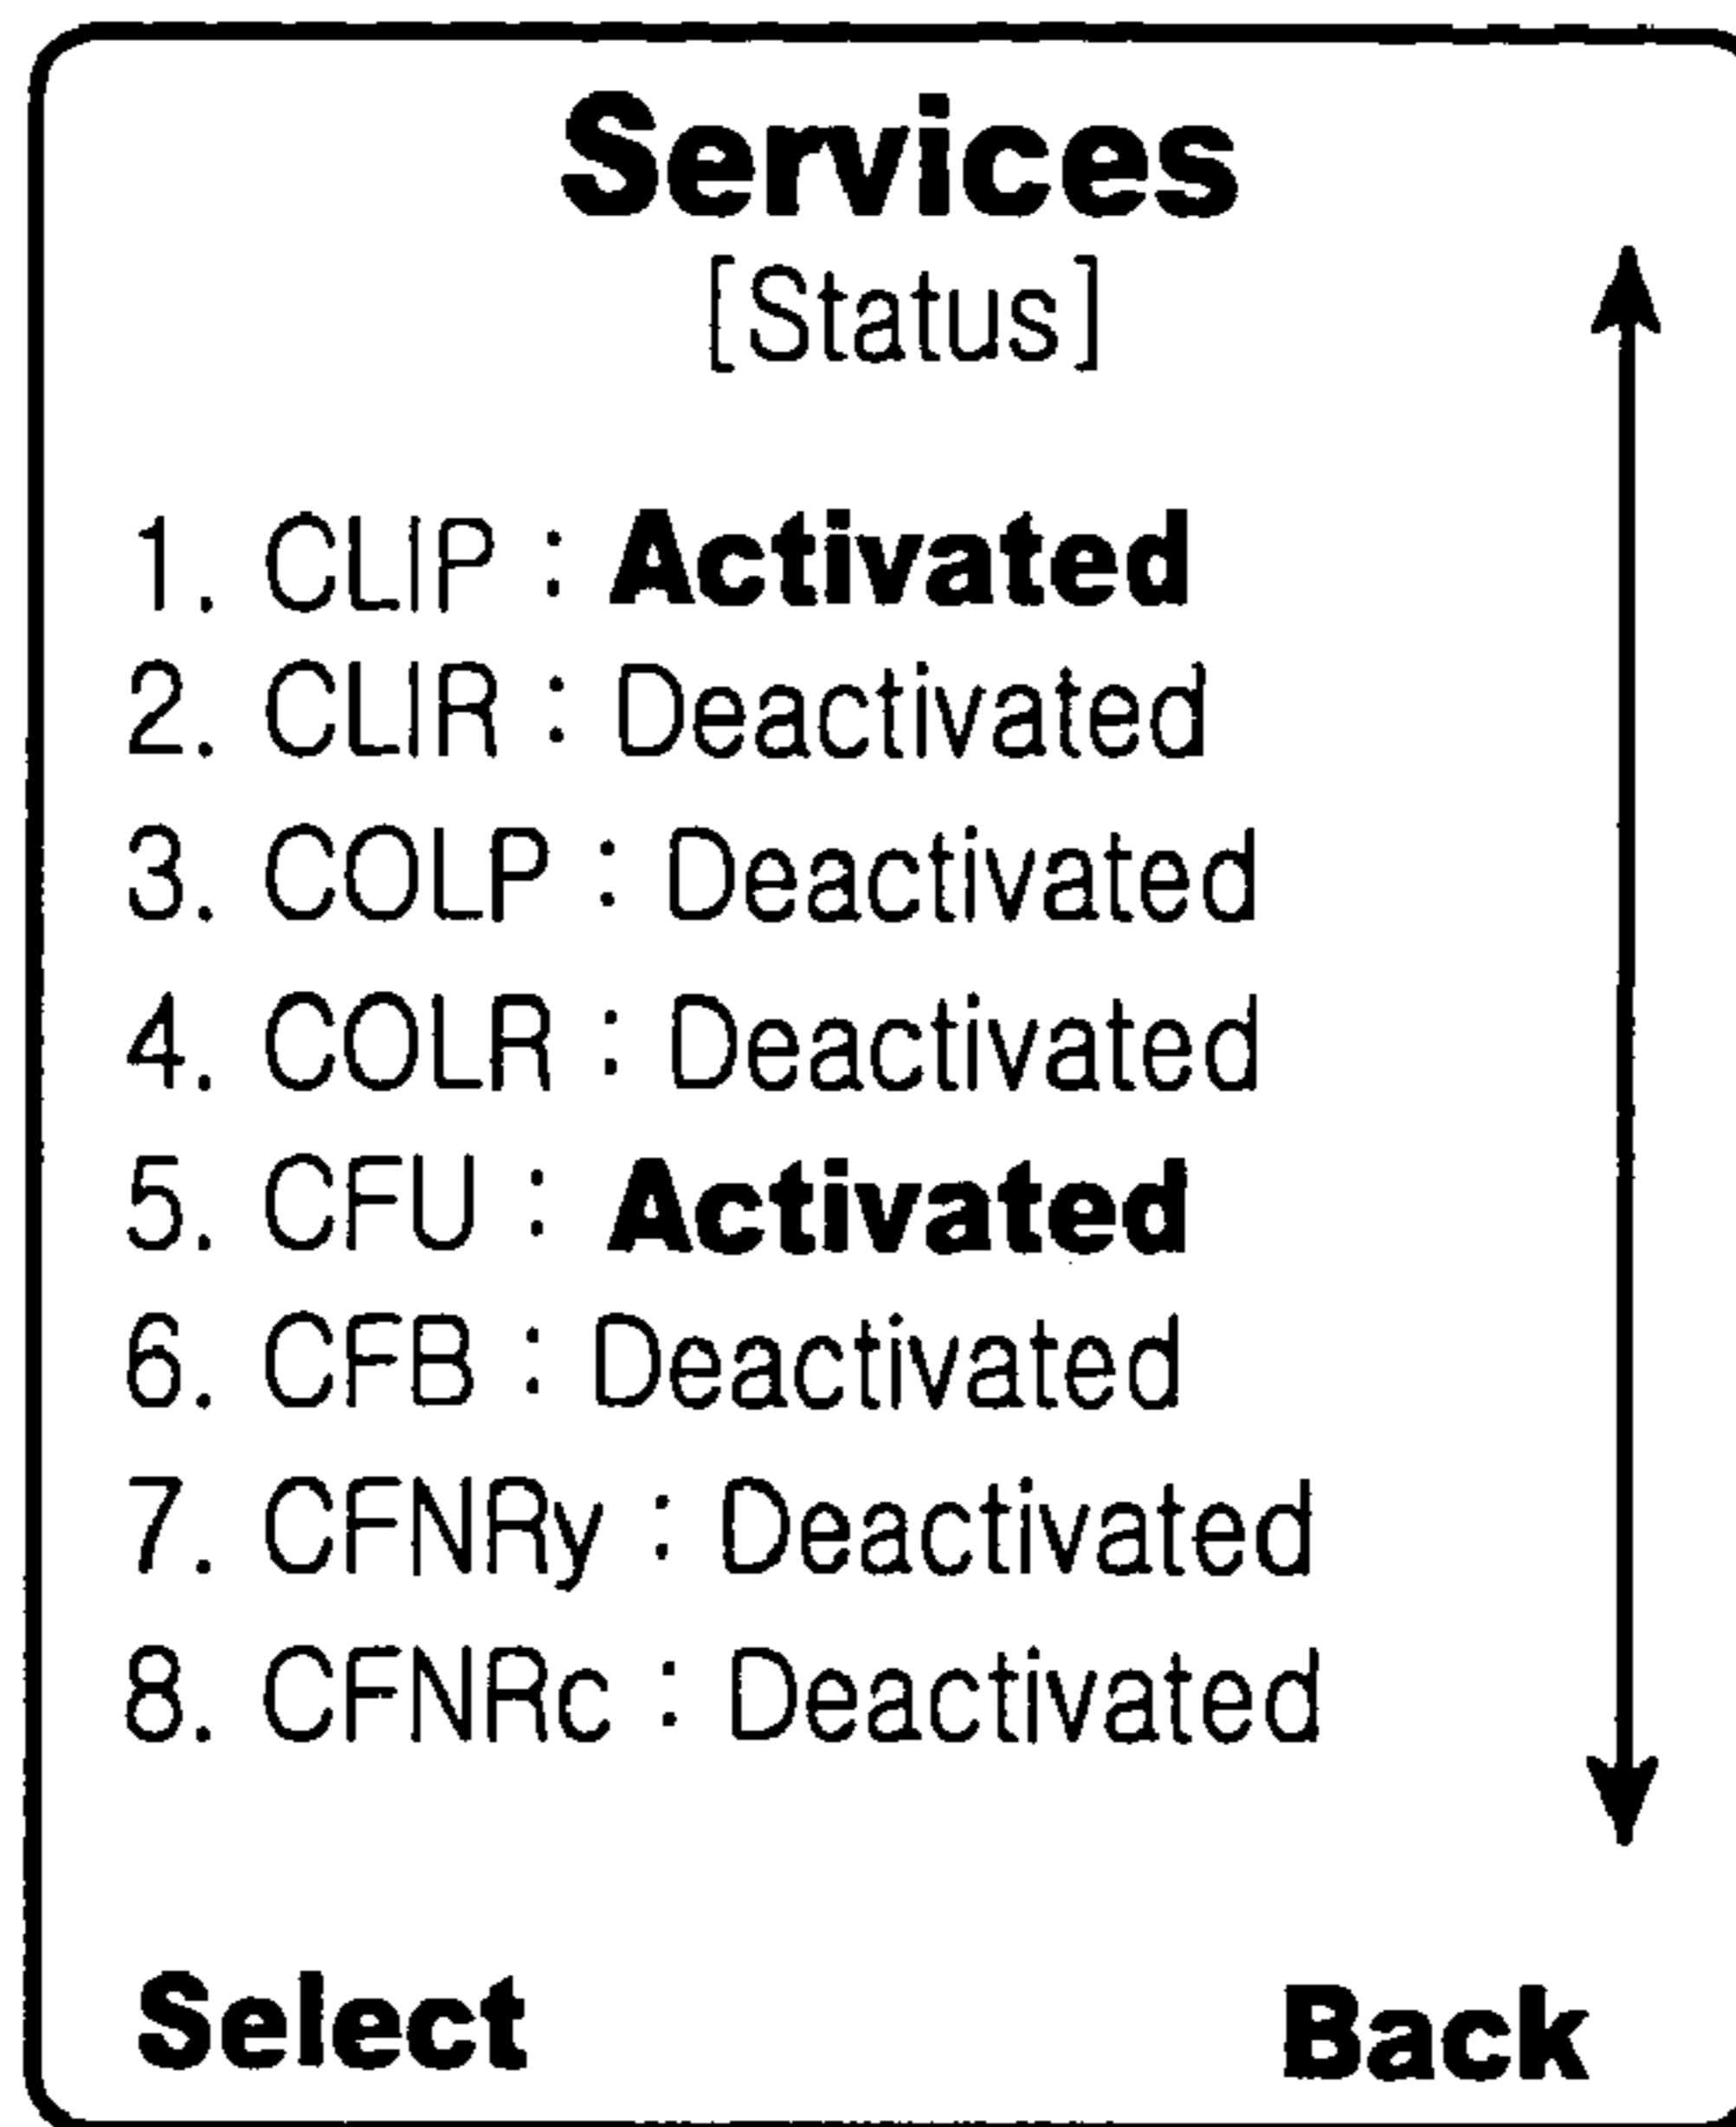 Services
[Status]
1. CLIP : Activated
2. CLIR : Deactivated
3. COLP : Deactivated
4. COLR : Deactivated
5. CFU : Activated
6. CFB : Deactivated
7. CFNRy : Deactivated
8. CFNRc : Deactivated
Select Back